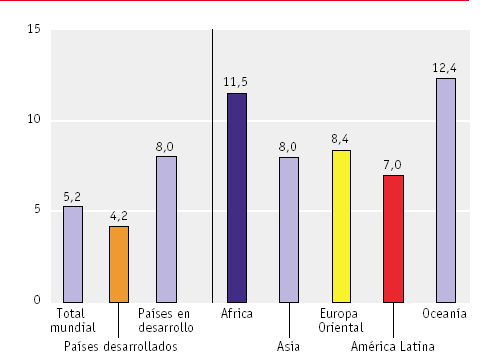 15
10
5
0
5,2
4,2
8,0
11,5
8,0
8,4
7,0
12,4
Total
mundial
Países desarrollados
Países en
desarrollo
Africa
Asia
Europa
Oriental
América Latina
Oceanía